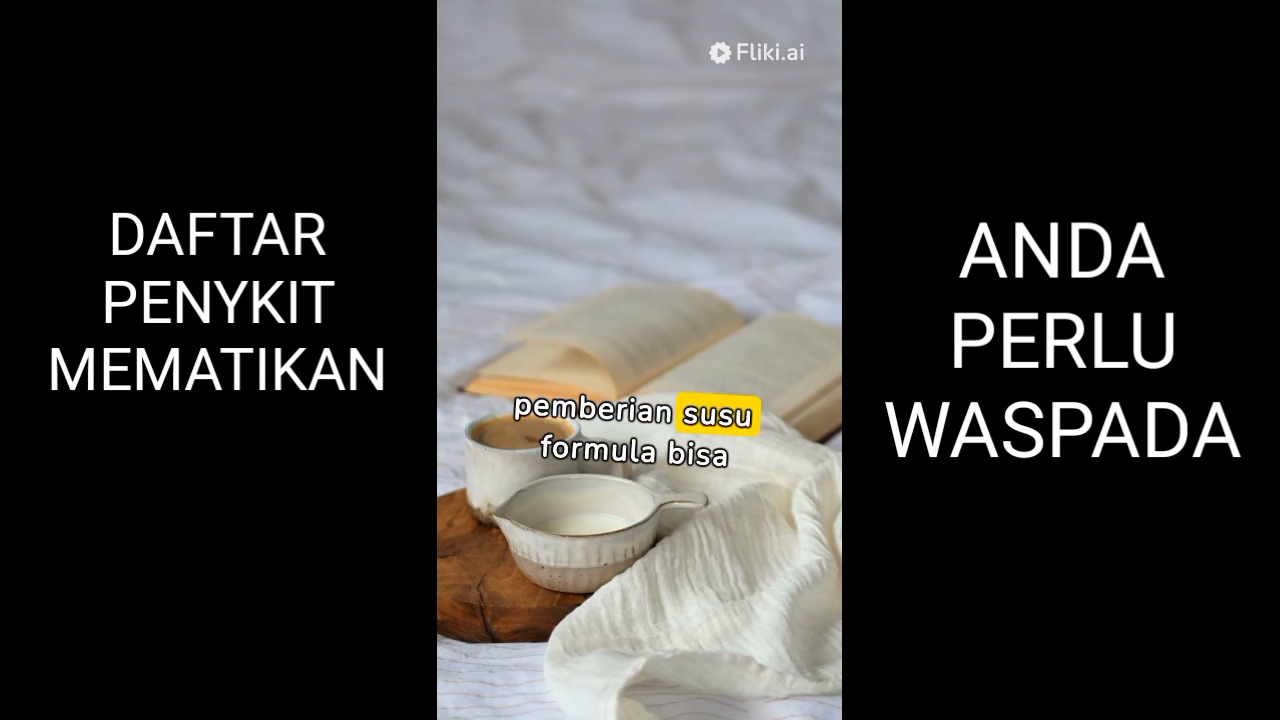 DAFTAR
PENYKIT
MEMATIKAN
Fliki.ai
pemberian susu
formula bisa
ANDA
PERLU
WASPADA